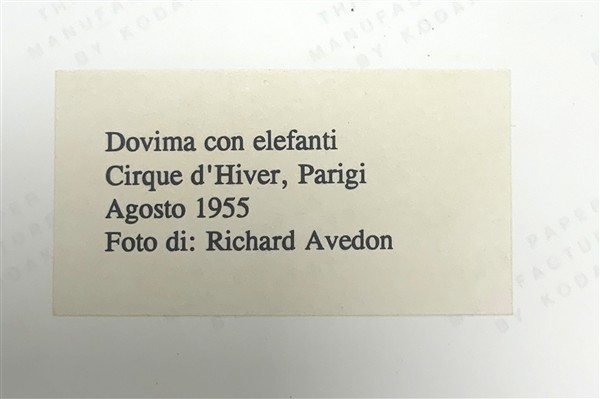 Dovima con elefanti
Cirque d'Hiver, Parigi
Agosto 1955
Foto di: Richard Avedon